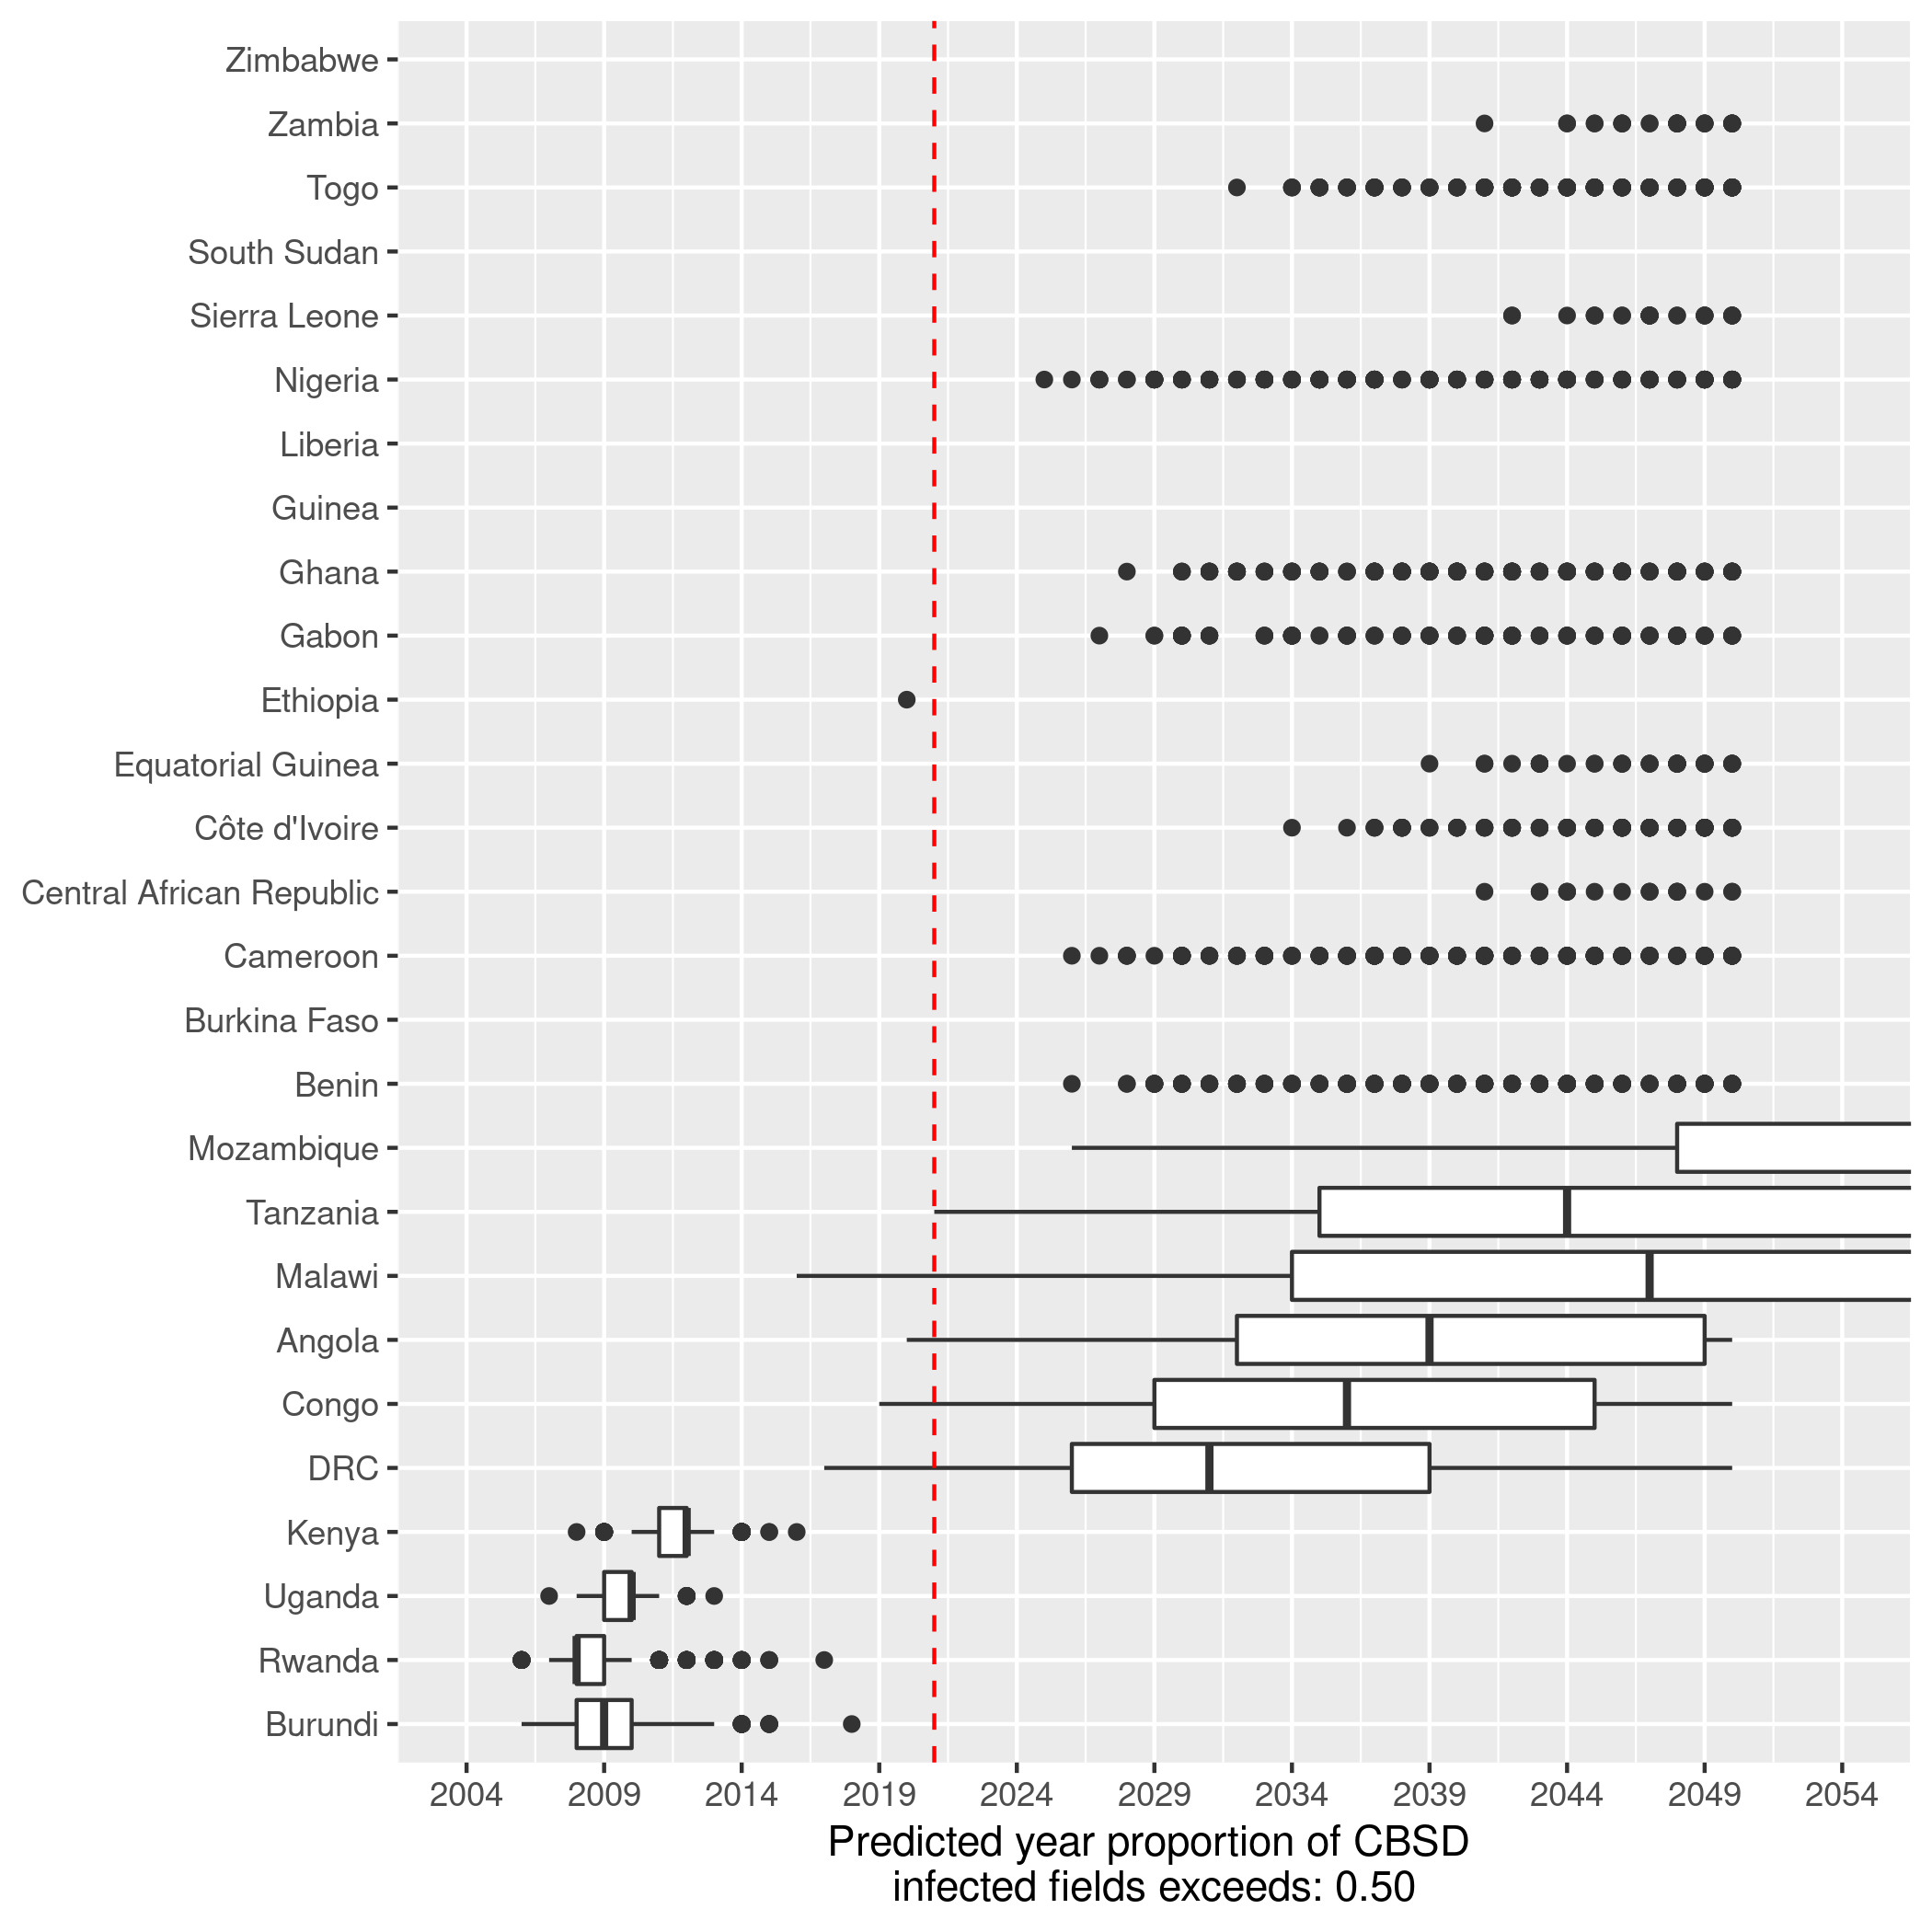 Zimbabwe
Zambia
Togo
South Sudan
Sierra Leone
Nigeria
Liberia
Guinea
Ghana
Gabon
Ethiopia
Equatorial Guinea
Côte d'Ivoire
Central African Republic
Cameroon
Burkina Faso
Benin
Mozambique
Tanzania
Malawi
Angola
Congo
DRC
Kenya
Uganda
Rwanda
Burundi
2004 2009 2014 2019 2024 2029 2034 2039 2044 2049 2054
Predicted year proportion of CBSD
infected fields exceeds: 0.50